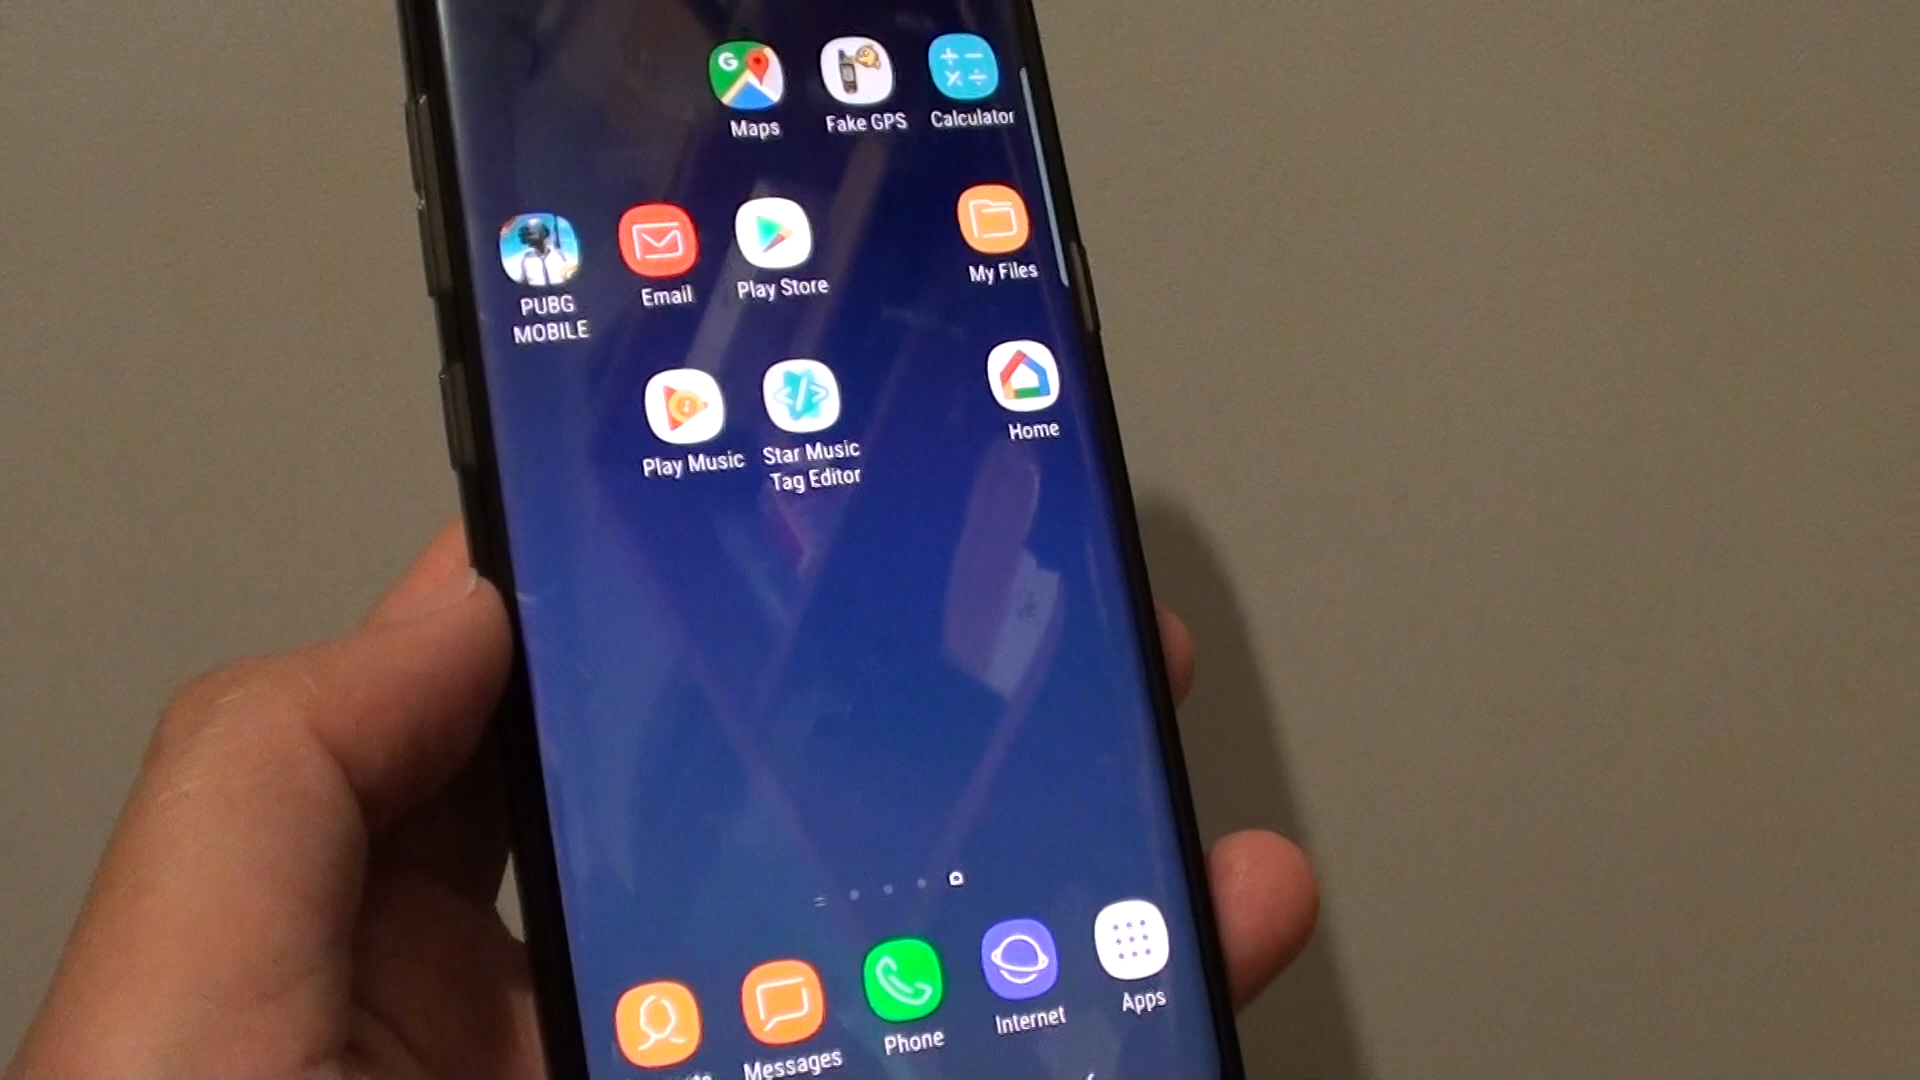 Maps
Fake GPS
Calculator
PUBG
MOBILE
Email
Play Store
My Files
Play Music
Star Music
Tag Editor
Home
Messages
Phone
Internet
Apps